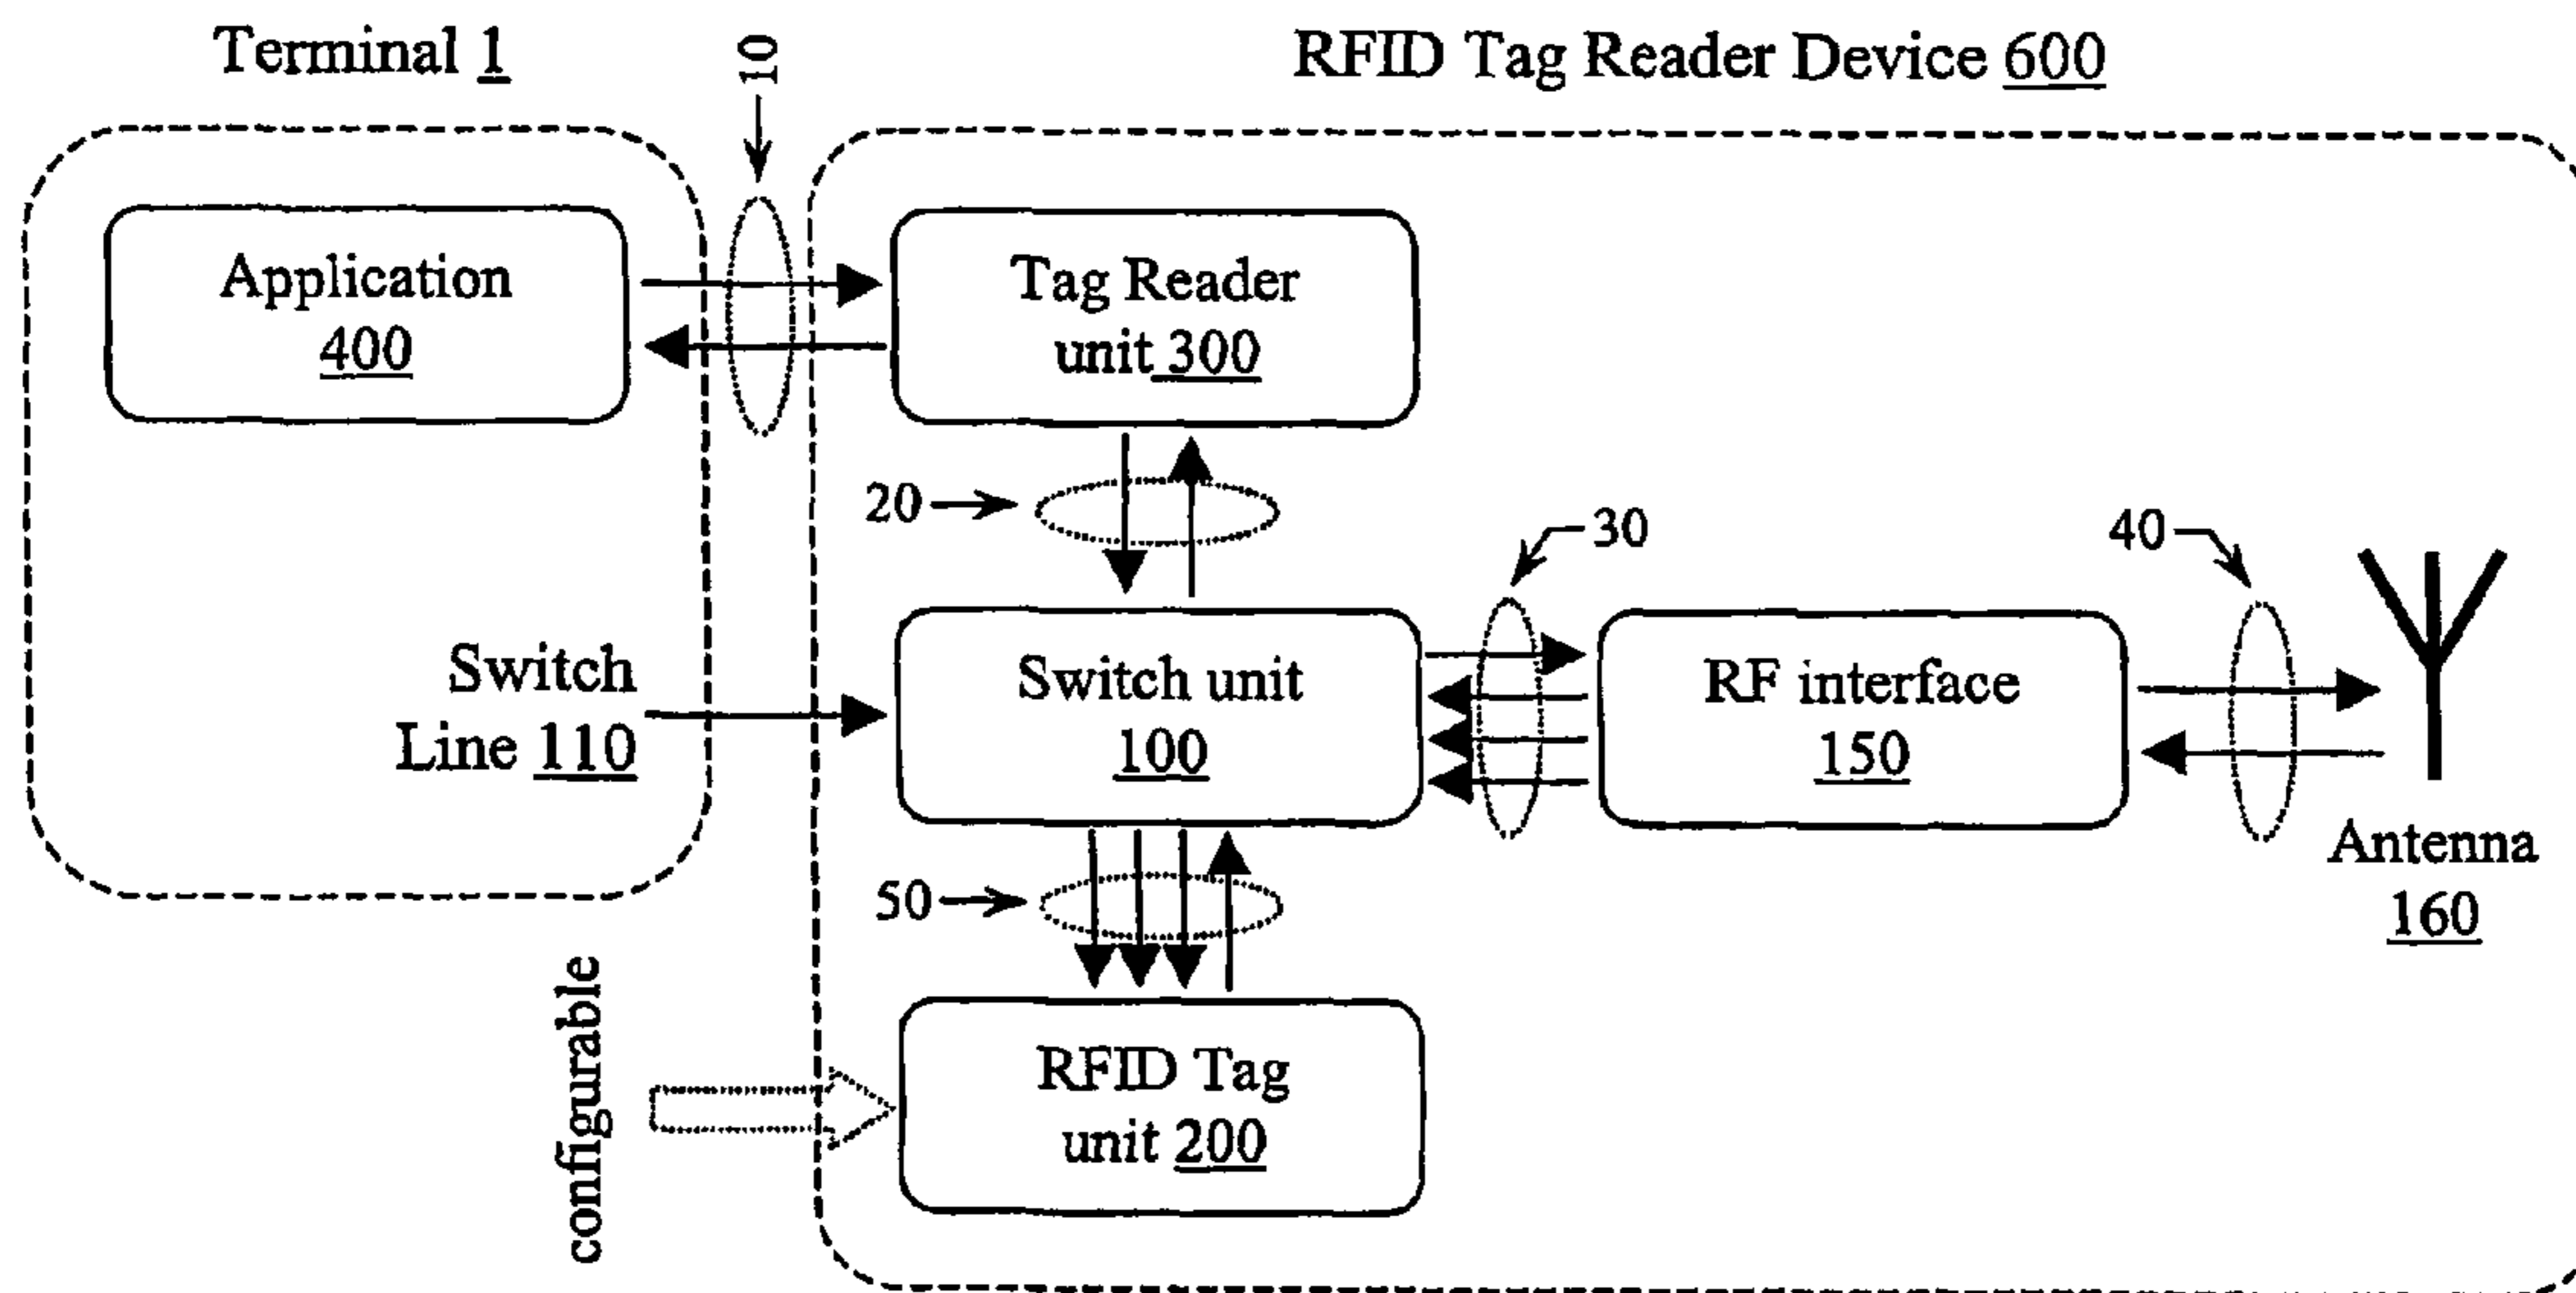 Terminal 1
10
RFID Tag Reader Device 600
Application
400
Tag Reader
unit 300
20
30
40
Switch
Line 110
Switch unit
100
RF interface
150
Antenna
160
50
configurable
RFID Tag
unit 200